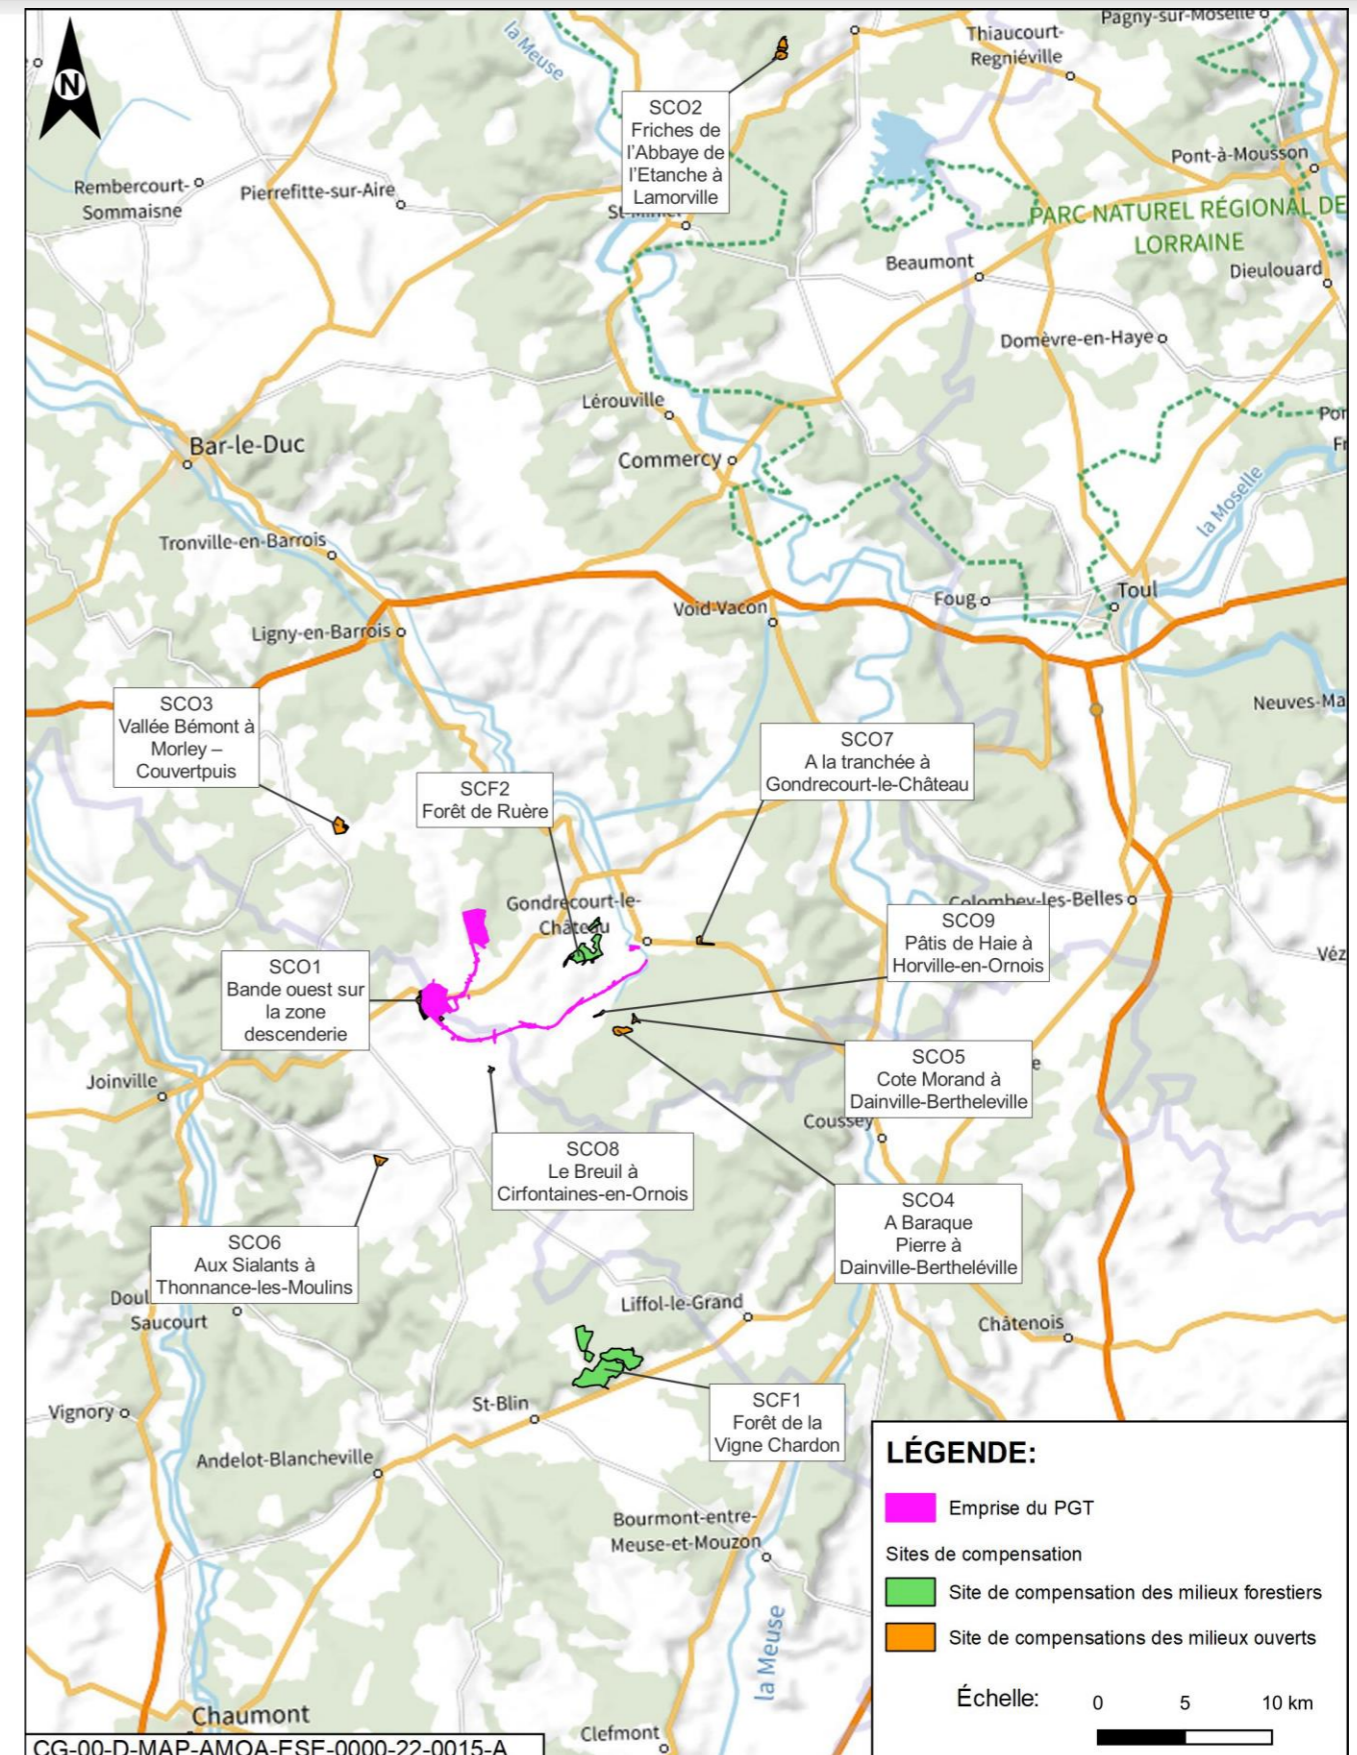 Pagny-sur-Moselle
la Meuse
Thiaucourt-
Regniéville
N
SCO2
Friches de
l'Abbaye de
l'Etanche à
Lamorville
Pont-à-Mousson
Rembercourt-
Sommaisne
Pierrefitte-sur-Aire
PARC NATUREL RÉGIONAL DE
LORRAINE
Beaumont
Dieulouard
Domèvre-en-Haye
Lérouville
Bar-le-Duc
Commercy
la Moselle
Tronville-en-Barrois
Foug
Toul
Void-Vacon
Ligny-en-Barrois
Neuves-Ma
SCO3
Vallée Bémont à
Morley –
Couvertpuis
SCO7
A la tranchée à
Gondrecourt-le-Château
SCF2
Forêt de Ruère
Gondrecourt-le-
Château
Colombey-les-Belles
SCO9
Pâtis de Haie à
Horville-en-Ornois
Véz
SCO1
Bande ouest sur
la zone
descenderie
SCO5
Cote Morand à
Dainville-Bertheleville
e
Joinville
Coussey
SCO8
Le Breuil à
Cirfontaines-en-Ornois
SCO4
A Baraque
Pierre à
Dainville-Bertheléville
SCO6
Aux Sialants à
Thonnance-les-Moulins
Doul
Saucourt
Liffol-le-Grand
Châtenois
St-Blin
SCF1
Forêt de la
Vigne Chardon
Vignory
Andelot-Blancheville
LÉGENDE:
Emprise du PGT
Sites de compensation
Site de compensation des milieux forestiers
Site de compensations des milieux ouverts
Échelle:
0 5 10 km
Bourmont-entre-
Meuse-et-Mouzon
la Meuse
Chaumont
Clefmont
CG-00-D-MAP-AMOA-ESE-0000-22-0015-A